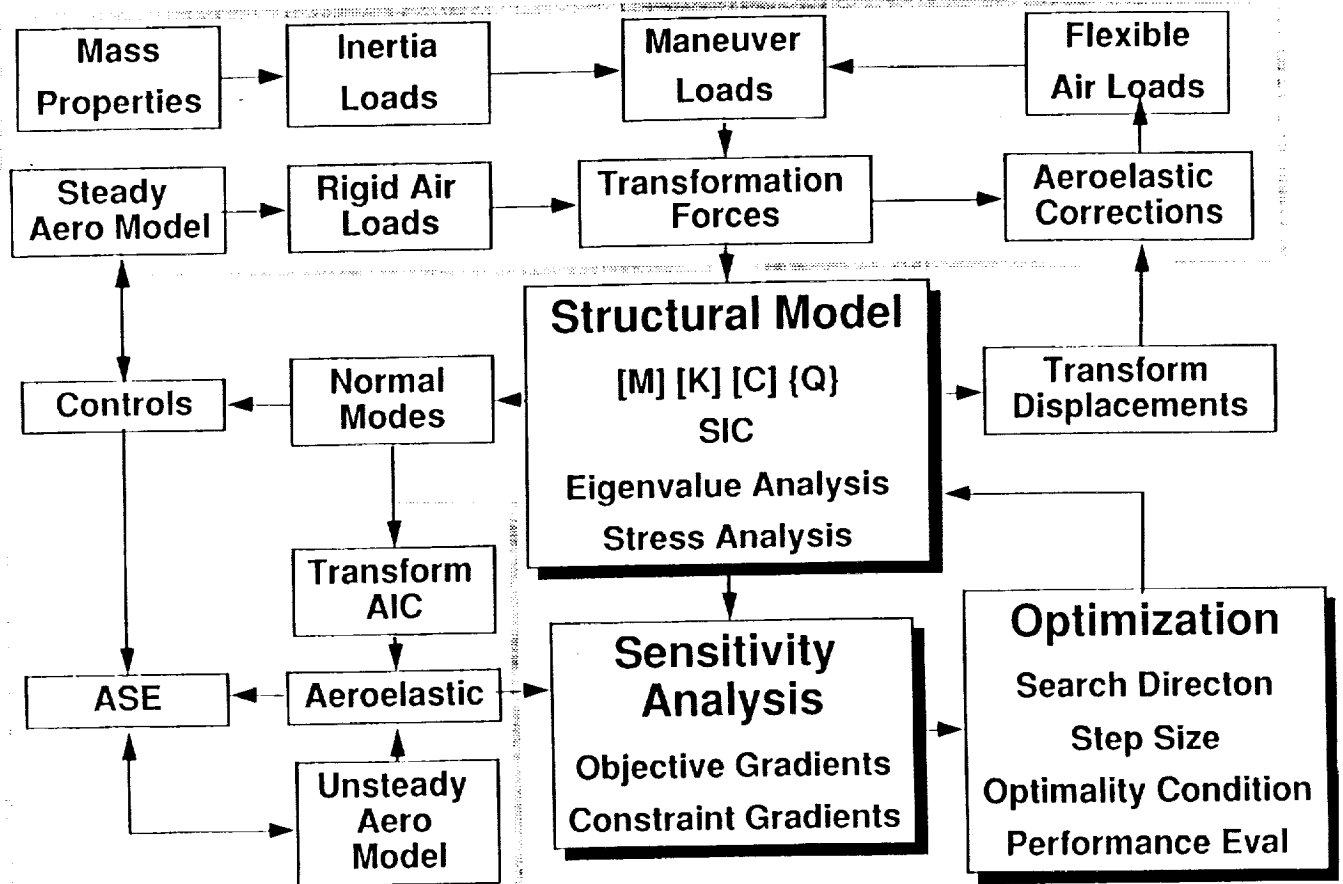 Mass
Properties
Inertia
Loads
Maneuver
Loads
Flexible
Air Loads
Steady
Aero Model
Rigid Air
Loads
Transformation
Forces
Aeroelastic
Corrections
Structural Model
[M] [K] [C] {Q}
SIC
Eigenvalue Analysis
Stress Analysis
Controls
Normal
Modes
Transform
Displacements
Transform
AIC
ASE
Aeroelastic
Unsteady
Aero
Model
Sensitivity
Analysis
Objective Gradients
Constraint Gradients
Optimization
Search Directon
Step Size
Optimality Condition
Performance Eval